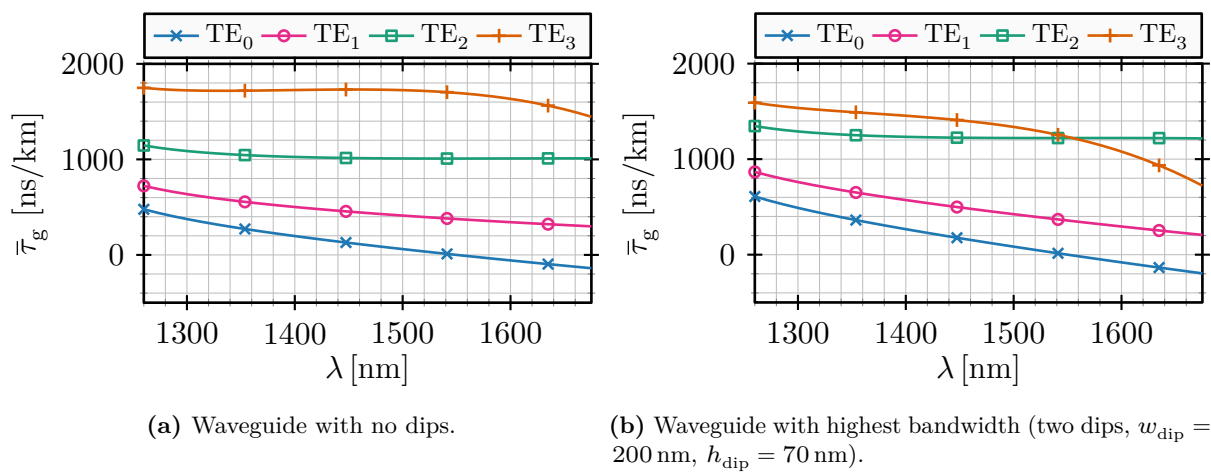 TE₀ TE₁ TE₂ TE₃
2000
1000
0
τ̄g [ns/km]
1300 1400 1500 1600
λ [nm]
(a) Waveguide with no dips.
TE₀ TE₁ TE₂ TE₃
2000
1000
0
τ̄g [ns/km]
1300 1400 1500 1600
λ [nm]
(b) Waveguide with highest bandwidth (two dips, w_dip =
200 nm, h_dip = 70 nm).